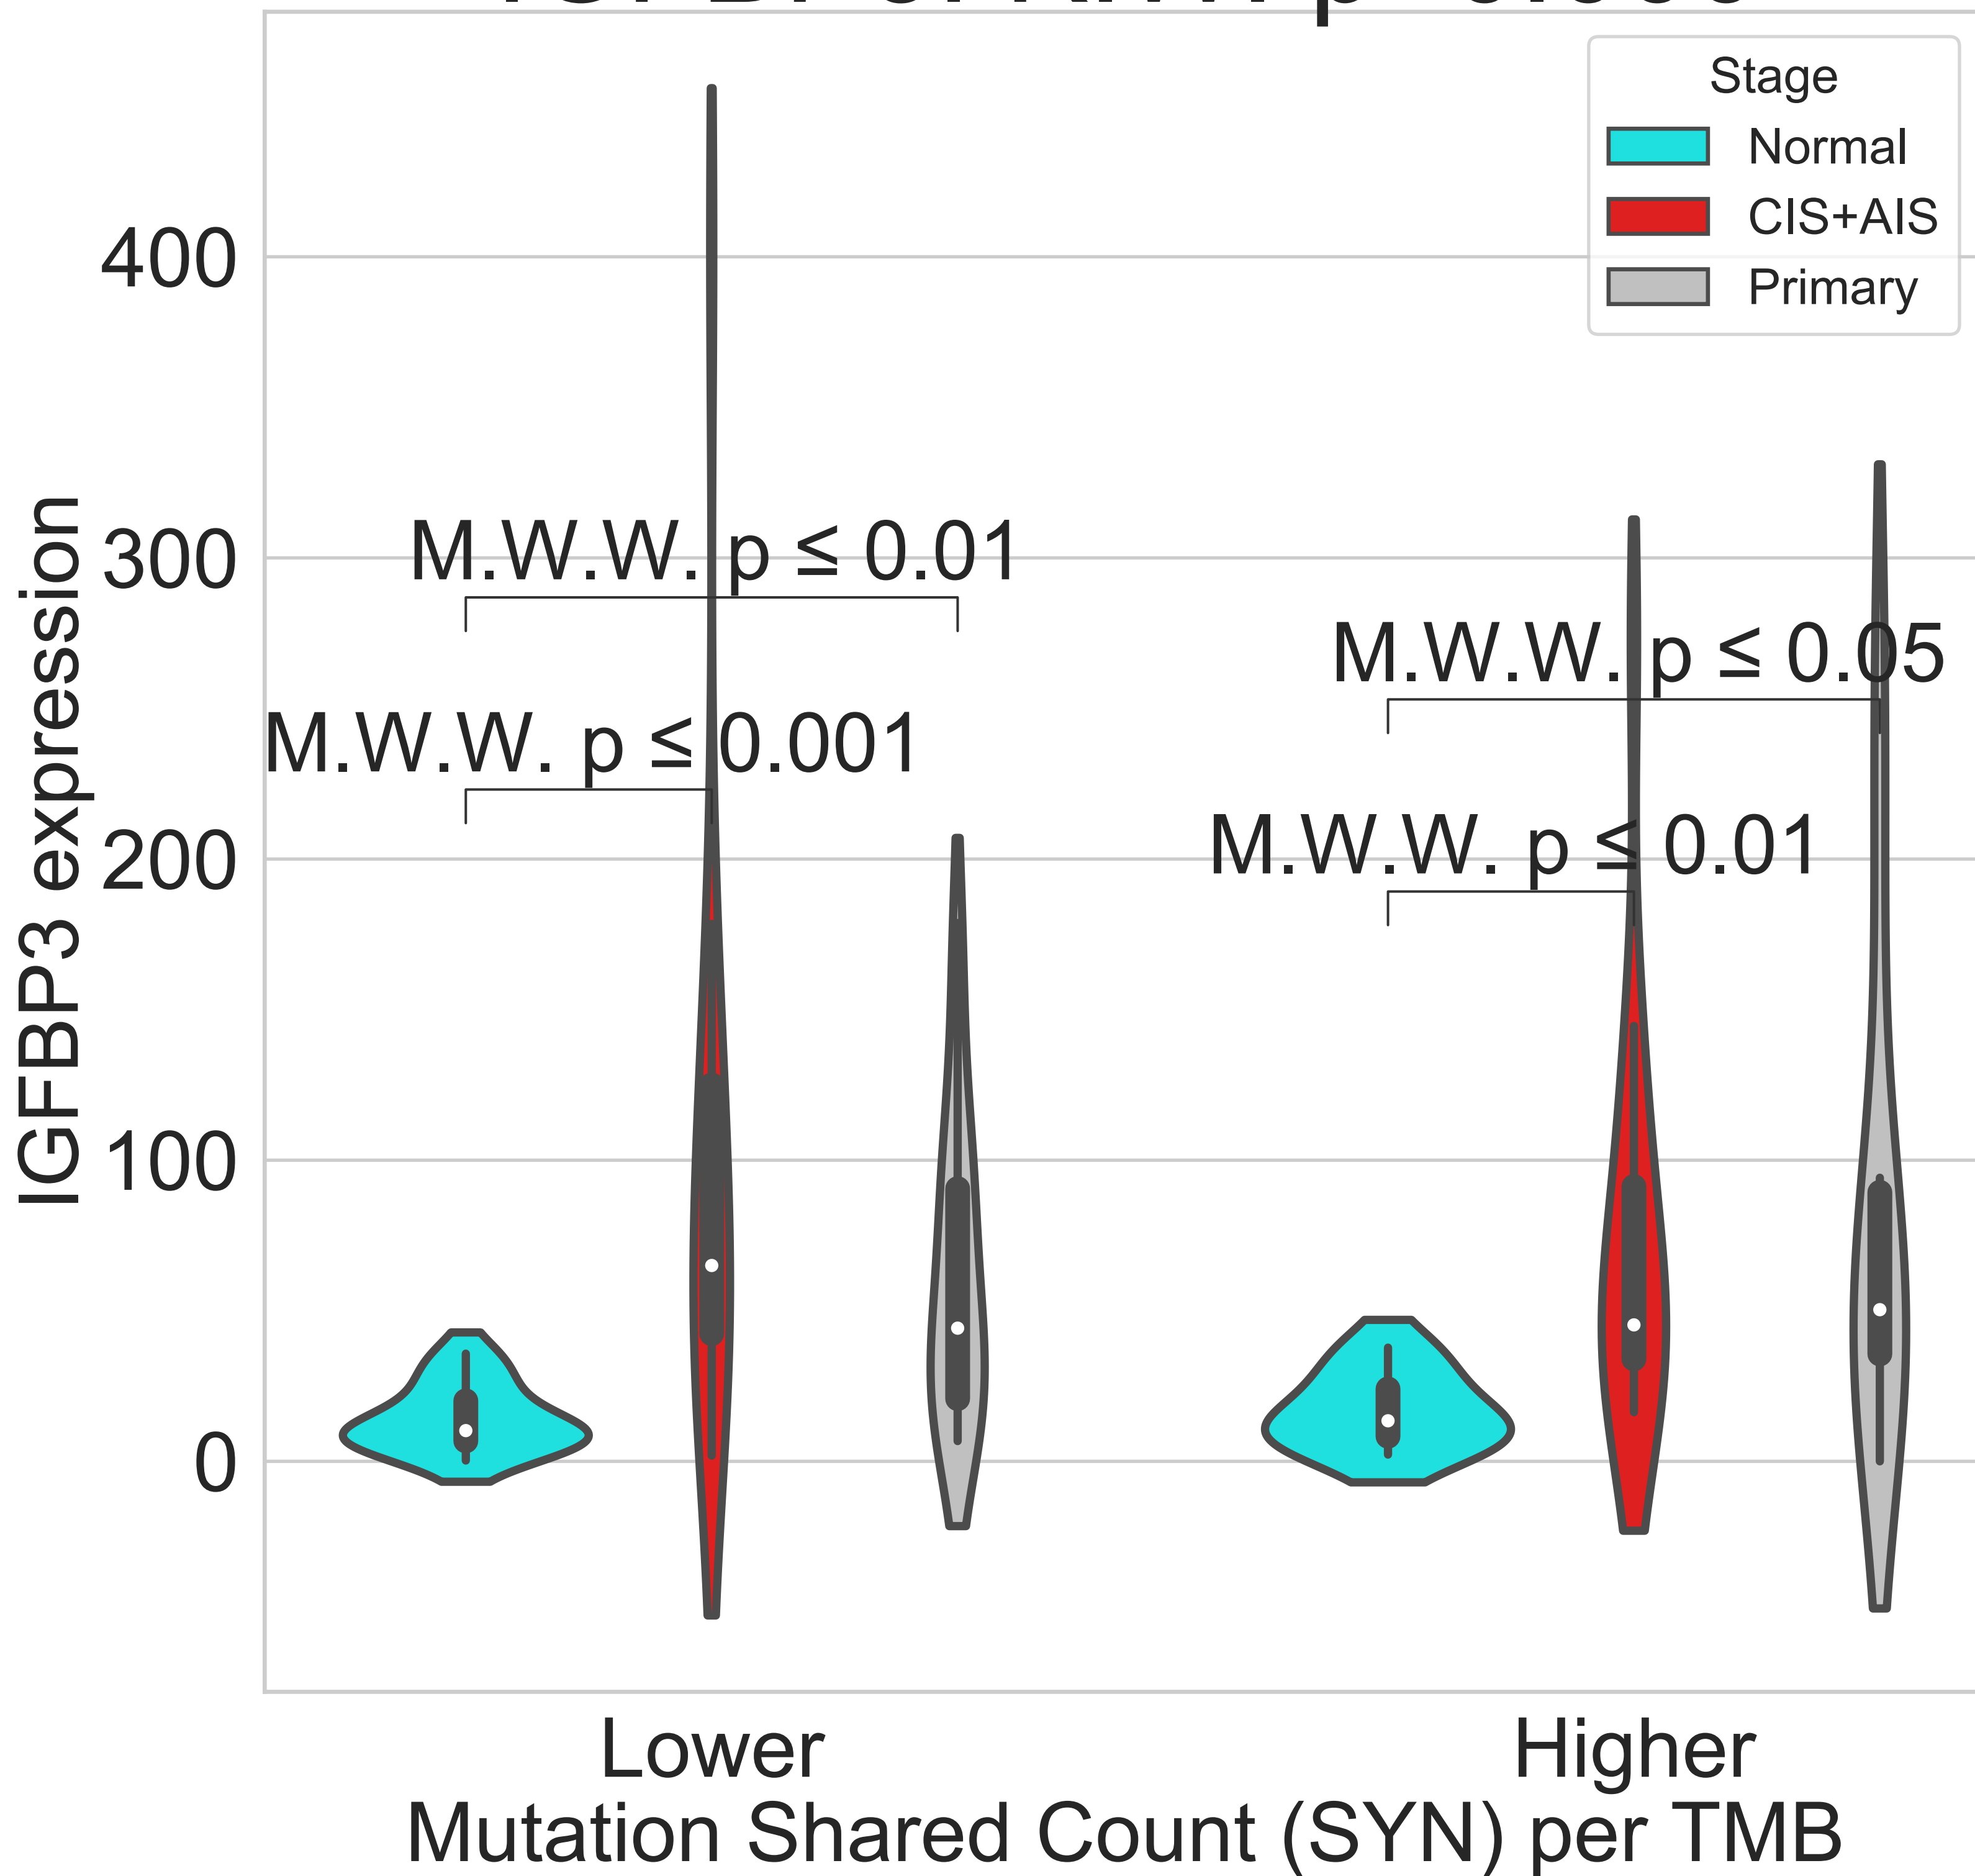 Stage
Normal
CIS+AIS
Primary
400
300
200
100
0
IGFBP3 expression
M.W.W. p ≤ 0.01
M.W.W. p ≤ 0.001
M.W.W. p ≤ 0.05
M.W.W. p ≤ 0.01
Lower
Higher
Mutation Shared Count (SYN) per TMB